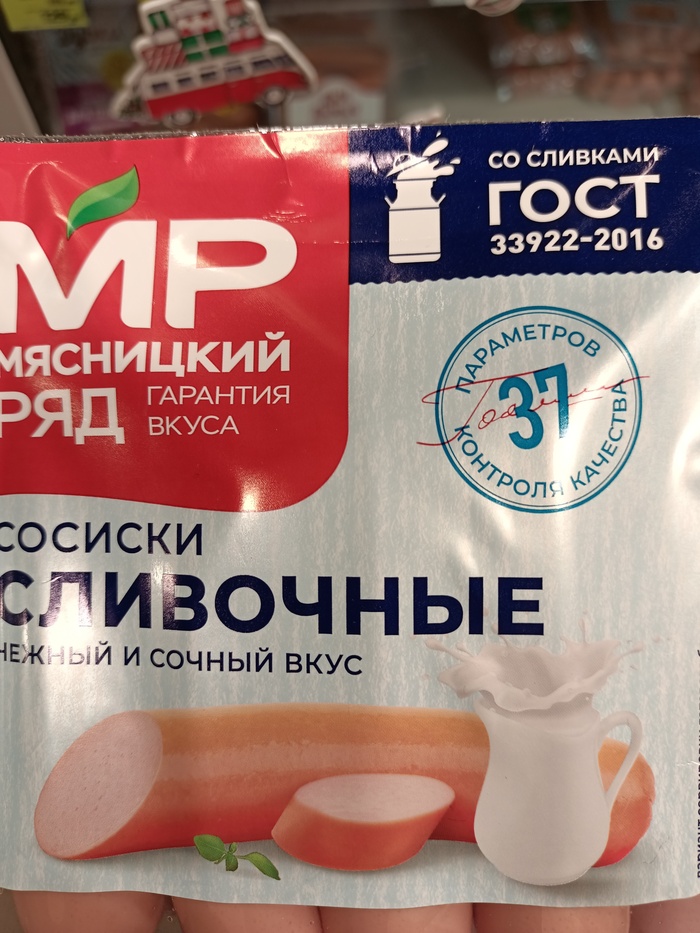 СО СЛИВКАМИ
ГОСТ
33922-2016
МР
МЯСНИЦКИЙ
РЯД
ГАРАНТИЯ
ВКУСА
ПАРАМЕТРОВ
37
КОНТРОЛЯ КАЧЕСТВА
СОСИСКИ
СЛИВОЧНЫЕ
НЕЖНЫЙ И СОЧНЫЙ ВКУС